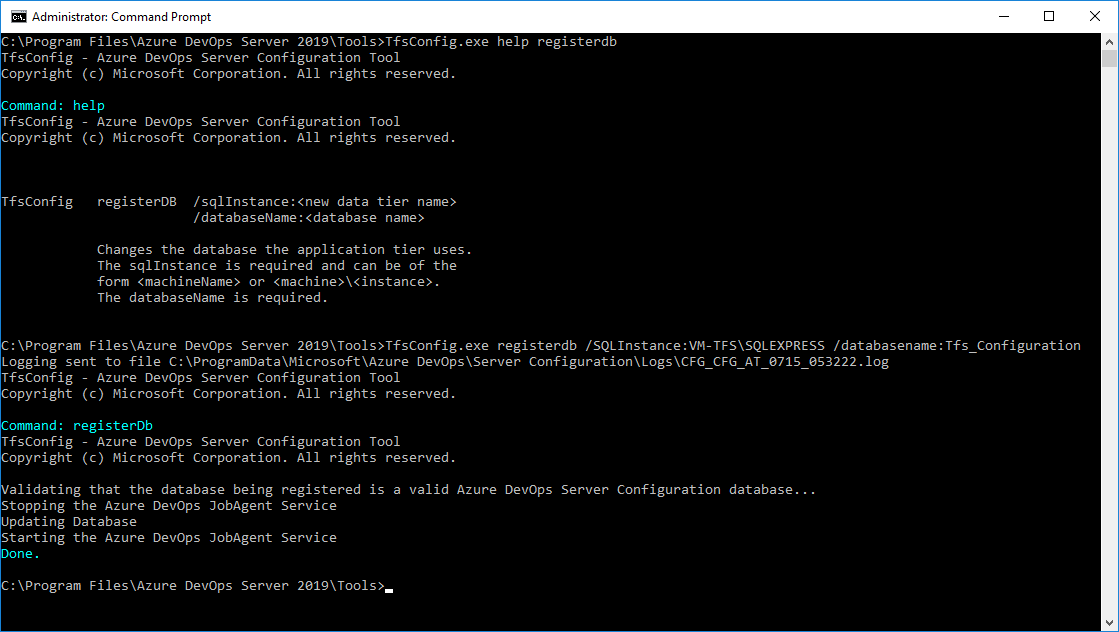 Administrator: Command Prompt
C:\Program Files\Azure DevOps Server 2019\Tools>TfsConfig.exe help registerdb
TfsConfig - Azure DevOps Server Configuration Tool
Copyright (c) Microsoft Corporation. All rights reserved.
Command: help
TfsConfig - Azure DevOps Server Configuration Tool
Copyright (c) Microsoft Corporation. All rights reserved.
TfsConfig   registerDB  /sqlInstance:<new data tier name>
/databaseName:<database name>
Changes the database the application tier uses.
The sqlInstance is required and can be of the
form <machineName> or <machine>\<instance>.
The databaseName is required.
C:\Program Files\Azure DevOps Server 2019\Tools>TfsConfig.exe registerdb /SQLInstance:VM-TFS\SQLEXPRESS /databasename:Tfs_Configuration
Logging sent to file C:\ProgramData\Microsoft\Azure DevOps\Server Configuration\Logs\CFG_CFG_AT_0715_053222.log
TfsConfig - Azure DevOps Server Configuration Tool
Copyright (c) Microsoft Corporation. All rights reserved.
Command: registerDb
TfsConfig - Azure DevOps Server Configuration Tool
Copyright (c) Microsoft Corporation. All rights reserved.
Validating that the database being registered is a valid Azure DevOps Server Configuration database...
Stopping the Azure DevOps JobAgent Service
Updating Database
Starting the Azure DevOps JobAgent Service
Done.
C:\Program Files\Azure DevOps Server 2019\Tools>